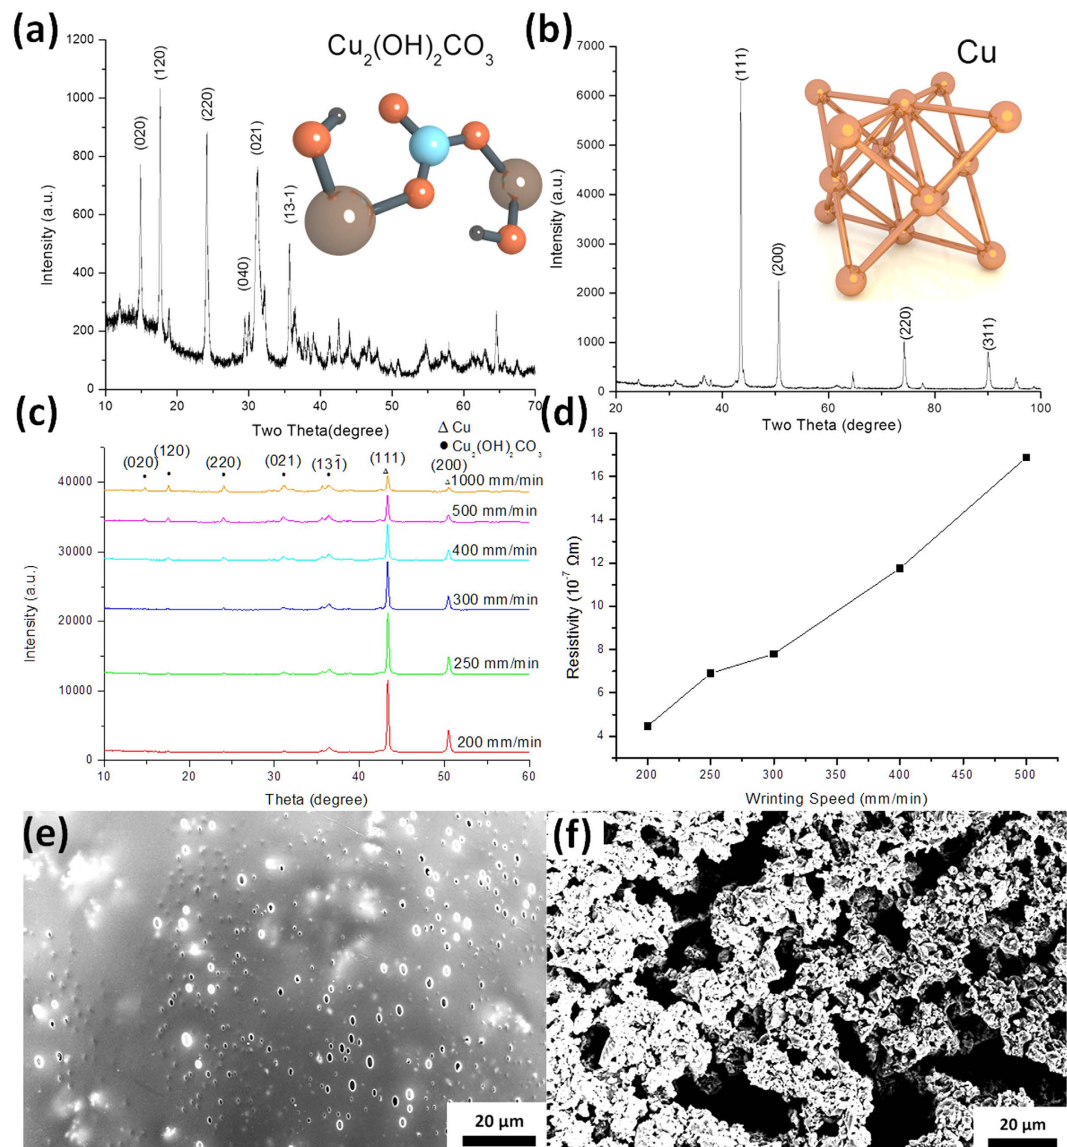 (a)
Cu2(OH)2CO3
1200
1000
800
600
400
200
0
Intensity (a.u.)
(020)
(120)
(220)
(040)
(021)
(13-1)
10 20 30 40 50 60 70
Two Theta(degree)
(b)
Cu
7000
6000
5000
4000
3000
2000
1000
0
Intensity (a.u.)
(111)
(200)
(220)
(311)
20 40 60 80 100
Two Theta (degree)
(c)
Δ Cu
• Cu2(OH)2CO3
(020) (120) (220) (021) (131̄) (111) (200)
1000 mm/min
500 mm/min
400 mm/min
300 mm/min
250 mm/min
200 mm/min
40000
30000
20000
10000
0
Intensity (a.u.)
10 20 30 40 50 60
Theta (degree)
(d)
18
16
14
12
10
8
6
4
Resistivity (10-7 Ωm)
200 250 300 350 400 450 500
Wrinting Speed (mm/min)
(e)
20 µm
(f)
20 µm